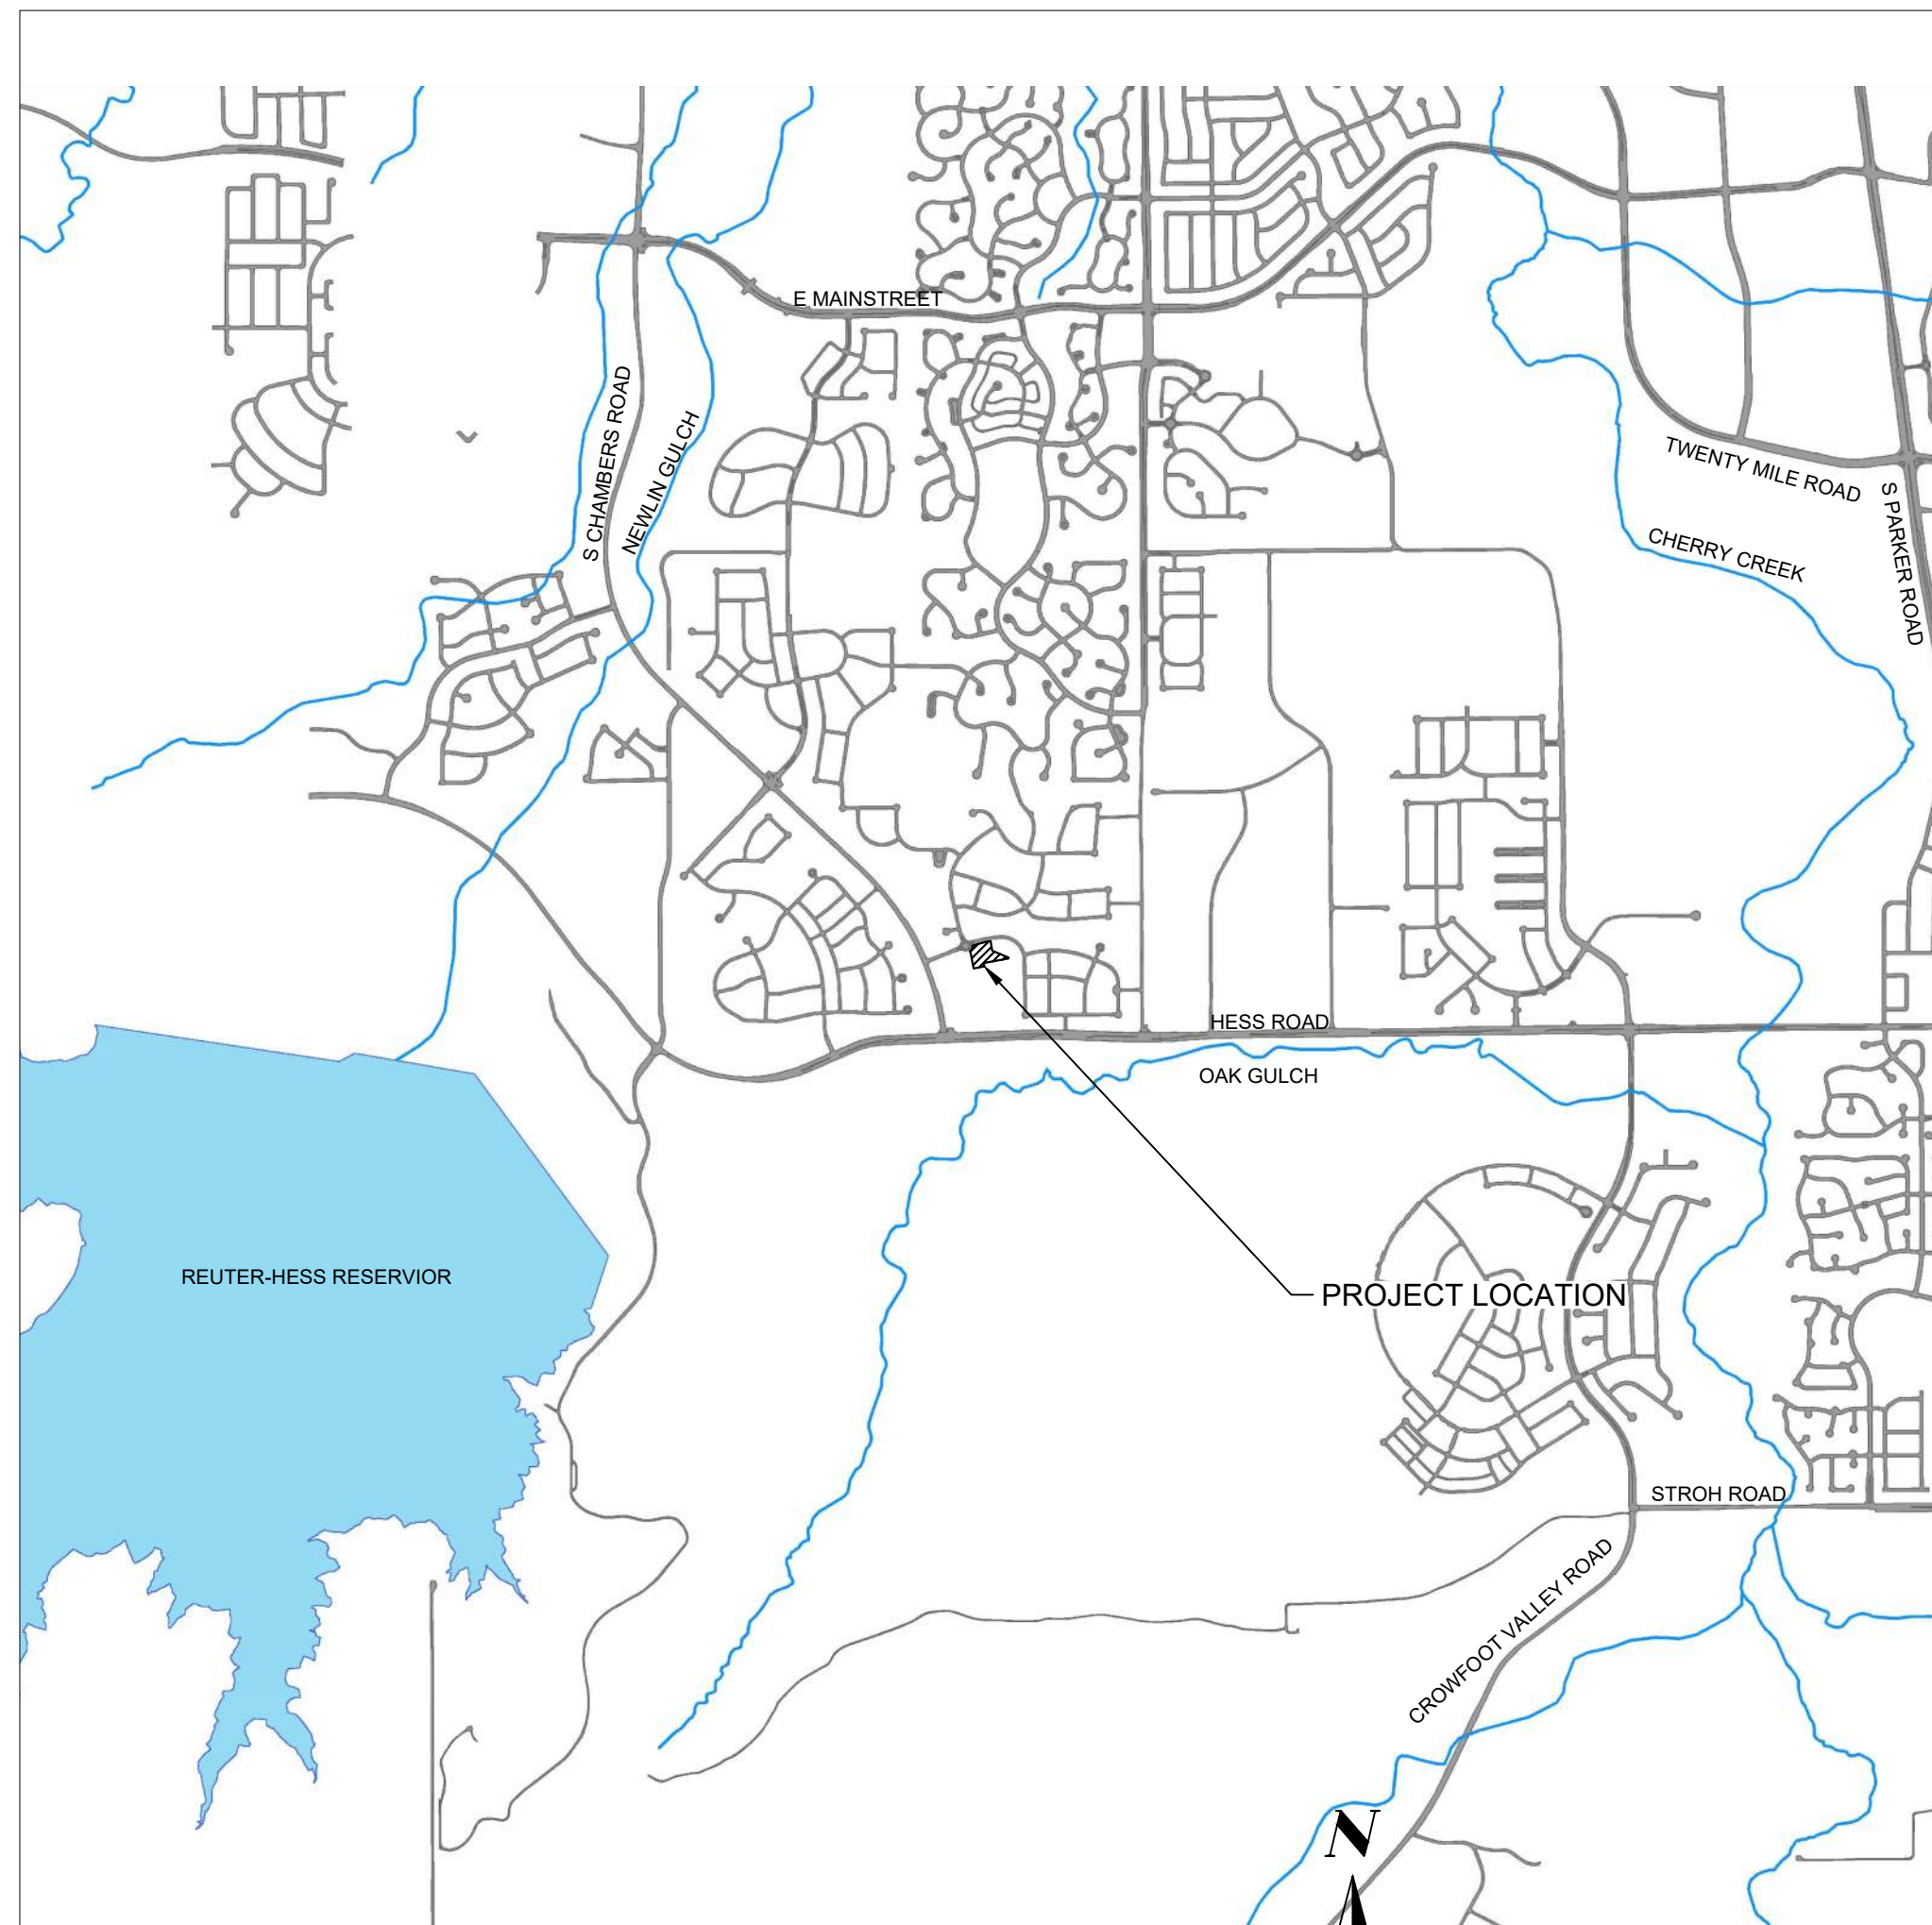 E MAINSTREET
S CHAMBERS ROAD
NEWLIN GULCH
TWENTY MILE ROAD
S PARKER ROAD
CHERRY CREEK
HESS ROAD
OAK GULCH
REUTER-HESS RESERVIOR
PROJECT LOCATION
STROH ROAD
CROWFOOT VALLEY ROAD
N